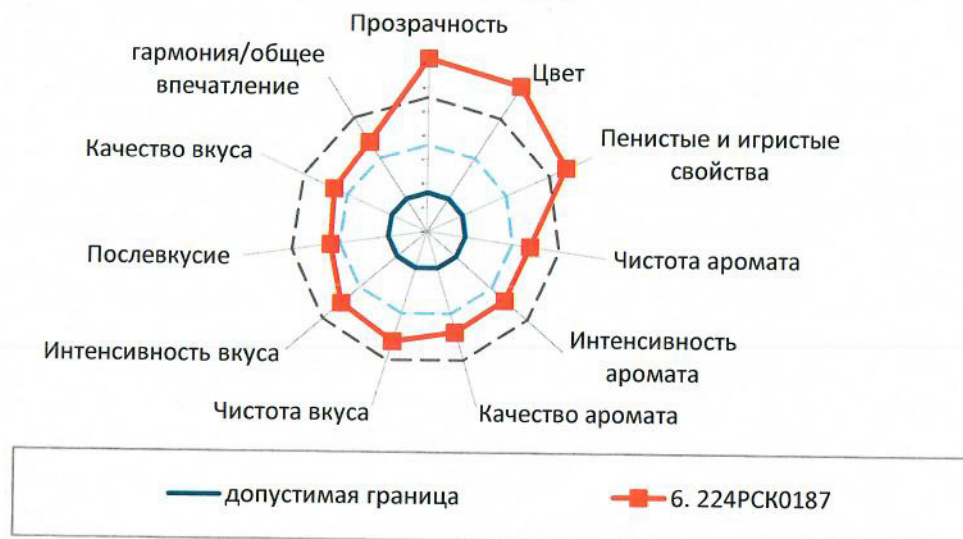 Прозрачность
Цвет
Пенистые и игристые
свойства
Чистота аромата
Интенсивность
аромата
Качество аромата
Чистота вкуса
Интенсивность вкуса
Послевкусие
Качество вкуса
гармония/общее
впечатление
допустимая граница
6. 224РСК0187